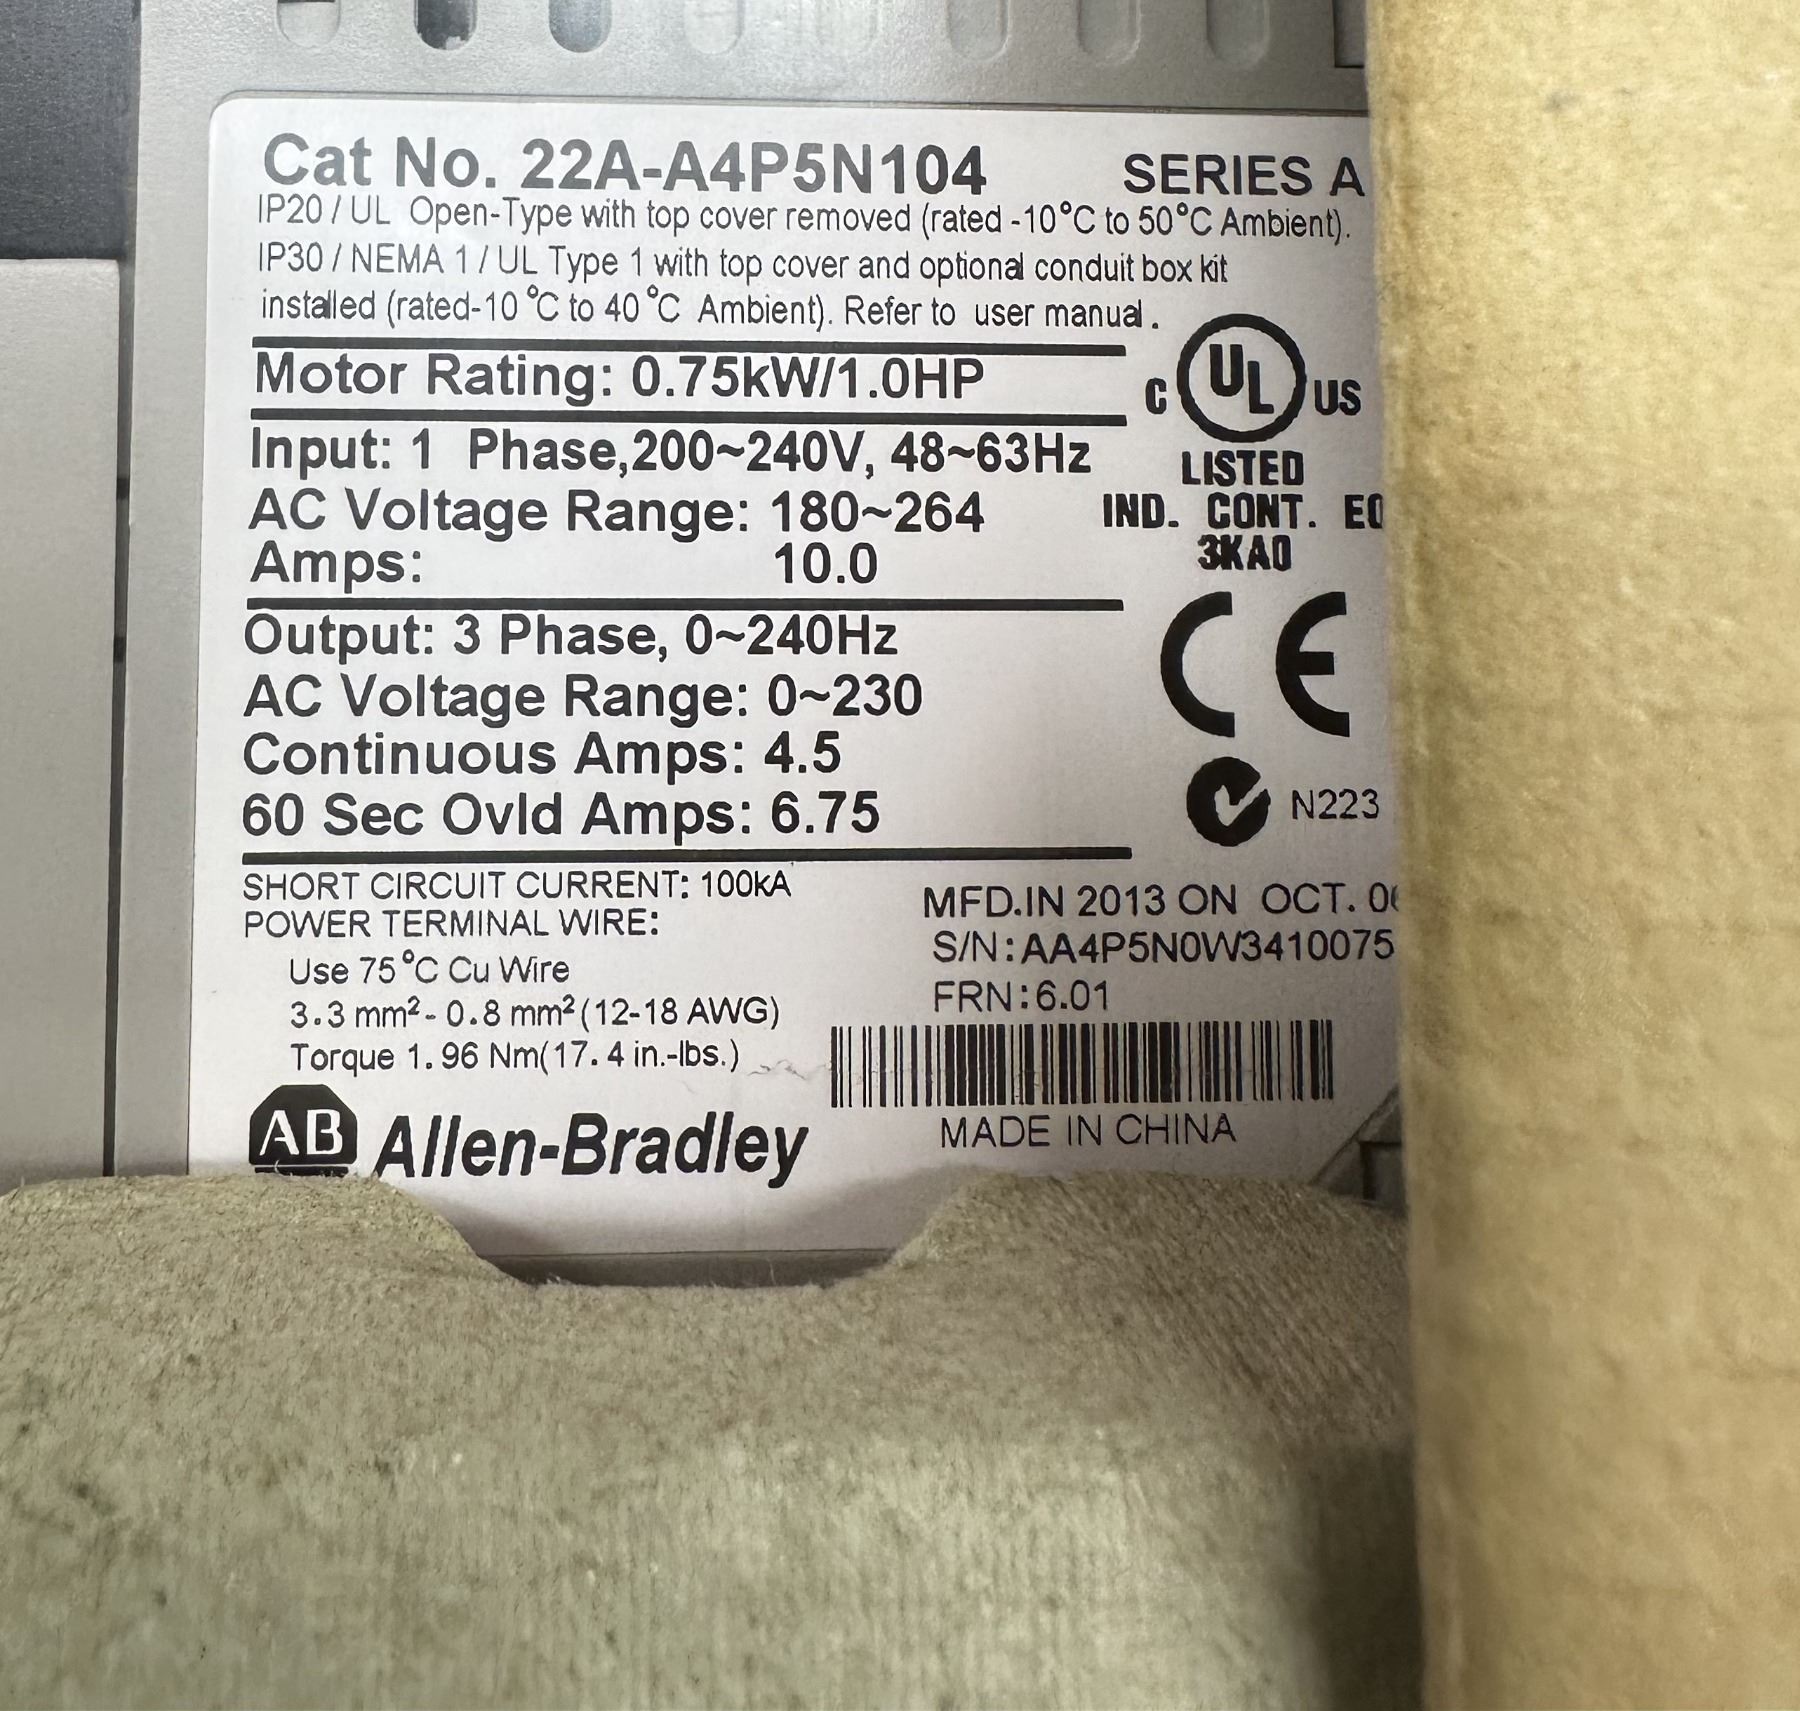 Cat No. 22A-A4P5N104 SERIES A
IP20 / UL Open-Type with top cover removed (rated -10°C to 50°C Ambient).
IP30 / NEMA 1 / UL Type 1 with top cover and optional conduit box kit
installed (rated-10 °C to 40 °C Ambient). Refer to user manual.
Motor Rating: 0.75kW/1.0HP
C UL US
LISTED
IND. CONT.
3KA0
Input: 1 Phase,200~240V, 48~63Hz
AC Voltage Range: 180~264
Amps: 10.0
Output: 3 Phase, 0~240Hz
AC Voltage Range: 0~230
Continuous Amps: 4.5
60 Sec Ovld Amps: 6.75
CE
N223
SHORT CIRCUIT CURRENT: 100kA
POWER TERMINAL WIRE:
Use 75°C Cu Wire
3.3 mm² - 0.8 mm² (12-18 AWG)
Torque 1.96 Nm(17.4 in.-lbs.)
MFD.IN 2013 ON OCT.
S/N:AA4P5N0W3410075
FRN:6.01
MADE IN CHINA
AB Allen-Bradley